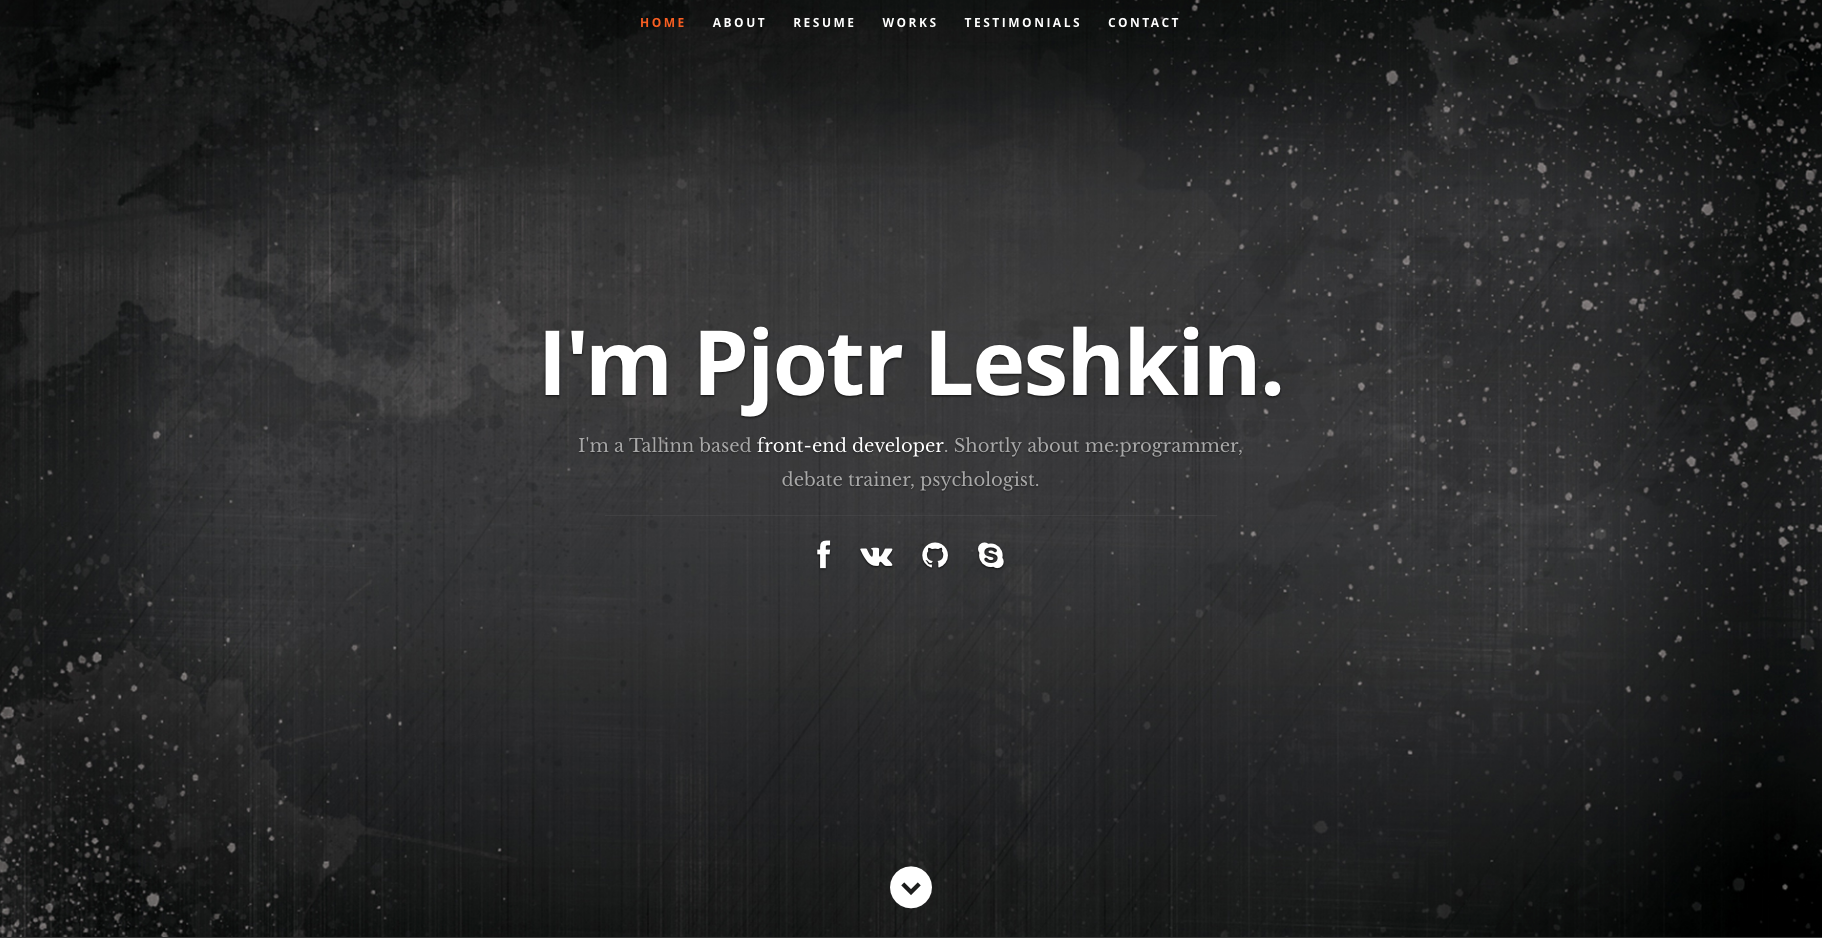 HOME ABOUT RESUME WORKS TESTIMONIALS CONTACT
I'm Pjotr Leshkin.
I'm a Tallinn based front-end developer. Shortly about me:programmer,
debate trainer, psychologist.